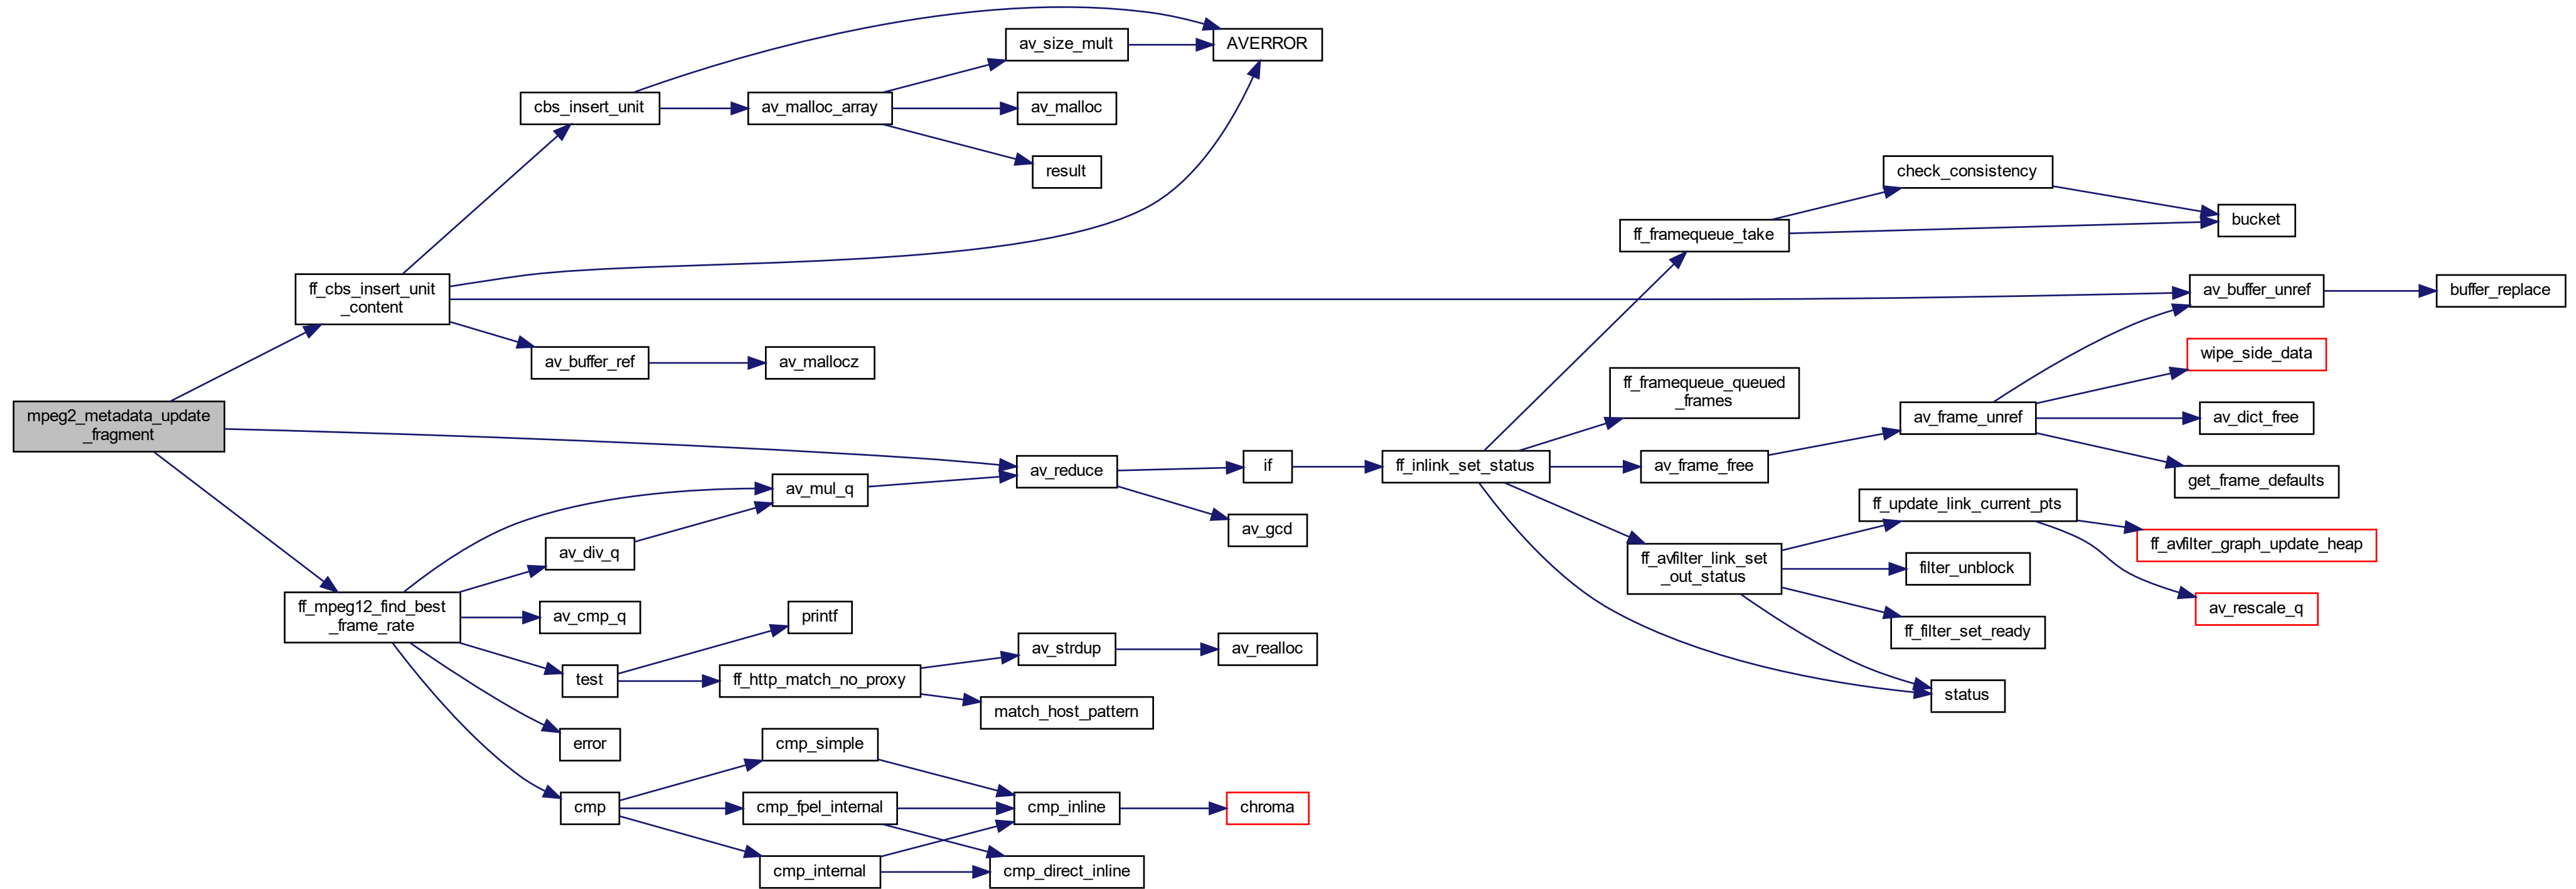 av_size_mult
AVERROR
cbs_insert_unit
av_malloc_array
av_malloc
result
check_consistency
bucket
ff_framequeue_take
ff_cbs_insert_unit
_content
av_buffer_unref
buffer_replace
av_buffer_ref
av_mallocz
wipe_side_data
ff_framequeue_queued
_frames
mpeg2_metadata_update
_fragment
av_frame_unref
av_dict_free
av_reduce
if
ff_inlink_set_status
av_frame_free
get_frame_defaults
av_mul_q
ff_update_link_current_pts
av_gcd
av_div_q
ff_avfilter_graph_update_heap
ff_avfilter_link_set
_out_status
filter_unblock
ff_mpeg12_find_best
_frame_rate
av_cmp_q
printf
av_rescale_q
ff_filter_set_ready
av_strdup
av_realloc
test
ff_http_match_no_proxy
status
match_host_pattern
error
cmp_simple
cmp
cmp_fpel_internal
cmp_inline
chroma
cmp_internal
cmp_direct_inline